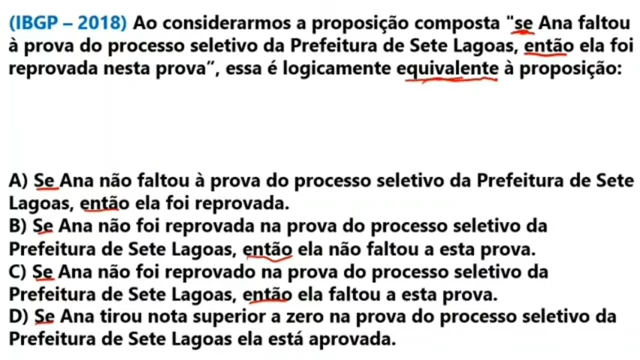 (IBGP – 2018) Ao considerarmos a proposição composta "se Ana faltou
à prova do processo seletivo da Prefeitura de Sete Lagoas, então ela foi
reprovada nesta prova”, essa é logicamente equivalente à proposição:
A) Se Ana não faltou à prova do processo seletivo da Prefeitura de Sete
Lagoas, então ela foi reprovada.
B) Se Ana não foi reprovada na prova do processo seletivo da
Prefeitura de Sete Lagoas, então ela não faltou a esta prova.
C) Se Ana não foi reprovado na prova do processo seletivo da
Prefeitura de Sete Lagoas, então ela faltou a esta prova.
D) Se Ana tirou nota superior a zero na prova do processo seletivo da
Prefeitura de Sete Lagoas ela está aprovada.